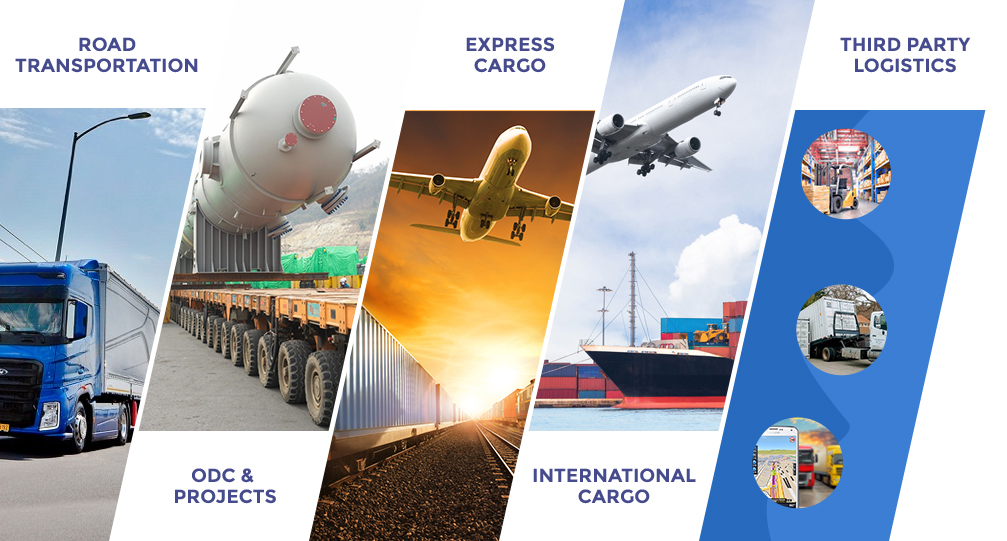 ROAD
TRANSPORTATION
ODC &
PROJECTS
EXPRESS
CARGO
INTERNATIONAL
CARGO
THIRD PARTY
LOGISTICS